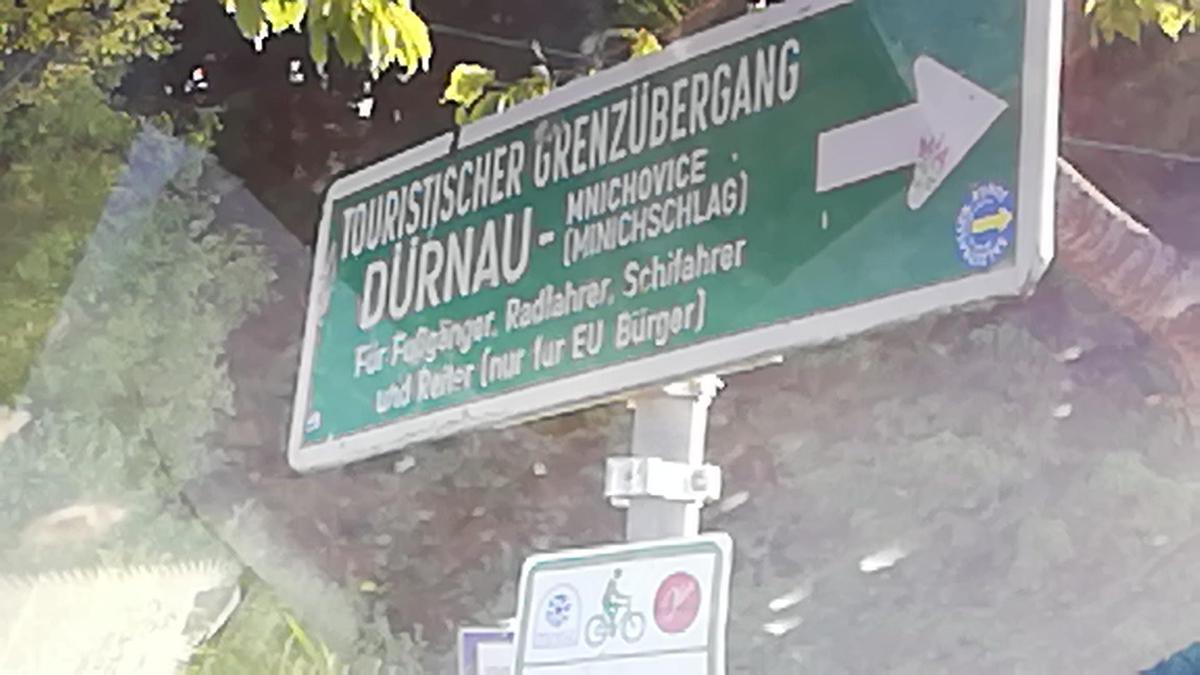 TOURISTISCHER GRENZÜBERGANG
DÜRNAU - MNICHOVICE
(MINICHSCHLAG)
Für Fußgänger, Radfahrer, Schifahrer
und Reiter (nur für EU Bürger)